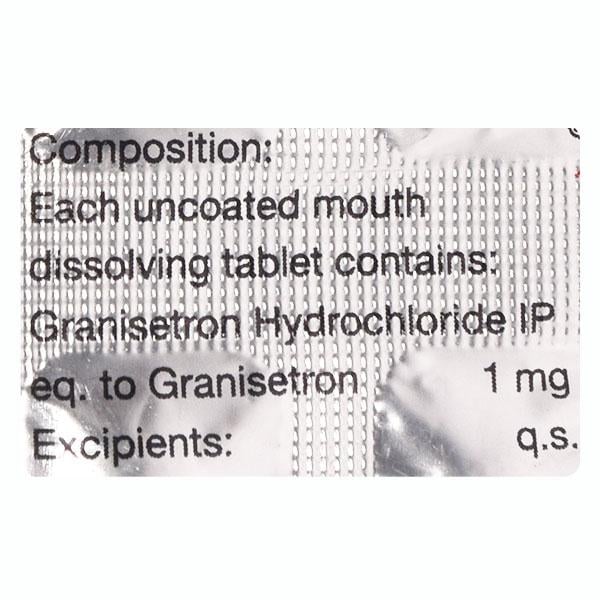 Composition:
Each uncoated mouth
dissolving tablet contains:
Granisetron Hydrochloride IP
eq. to Granisetron 1 mg
Excipients: q.s.